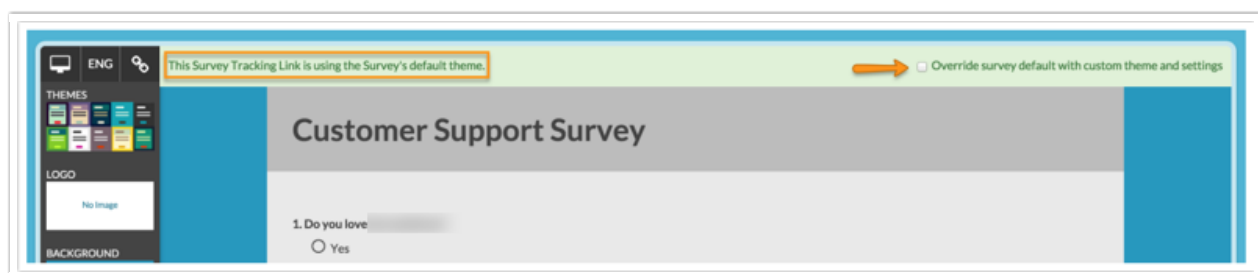 ENG
This Survey Tracking Link is using the Survey's default theme.
Override survey default with custom theme and settings
THEMES
Customer Support Survey
LOGO
No Image
1. Do you love
Yes
BACKGROUND